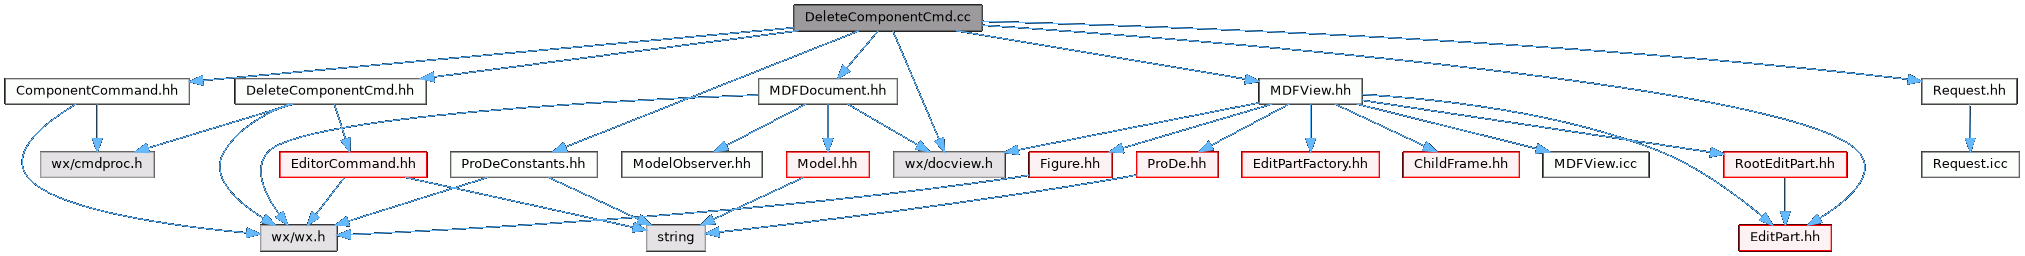 DeleteComponentCmd.cc
ComponentCommand.hh
DeleteComponentCmd.hh
MDFDocument.hh
MDFView.hh
Request.hh
wx/cmdproc.h
EditorCommand.hh
ProDeConstants.hh
ModelObserver.hh
Model.hh
wx/docview.h
Figure.hh
ProDe.hh
EditPartFactory.hh
ChildFrame.hh
MDFView.icc
RootEditPart.hh
Request.icc
wx/wx.h
string
EditPart.hh